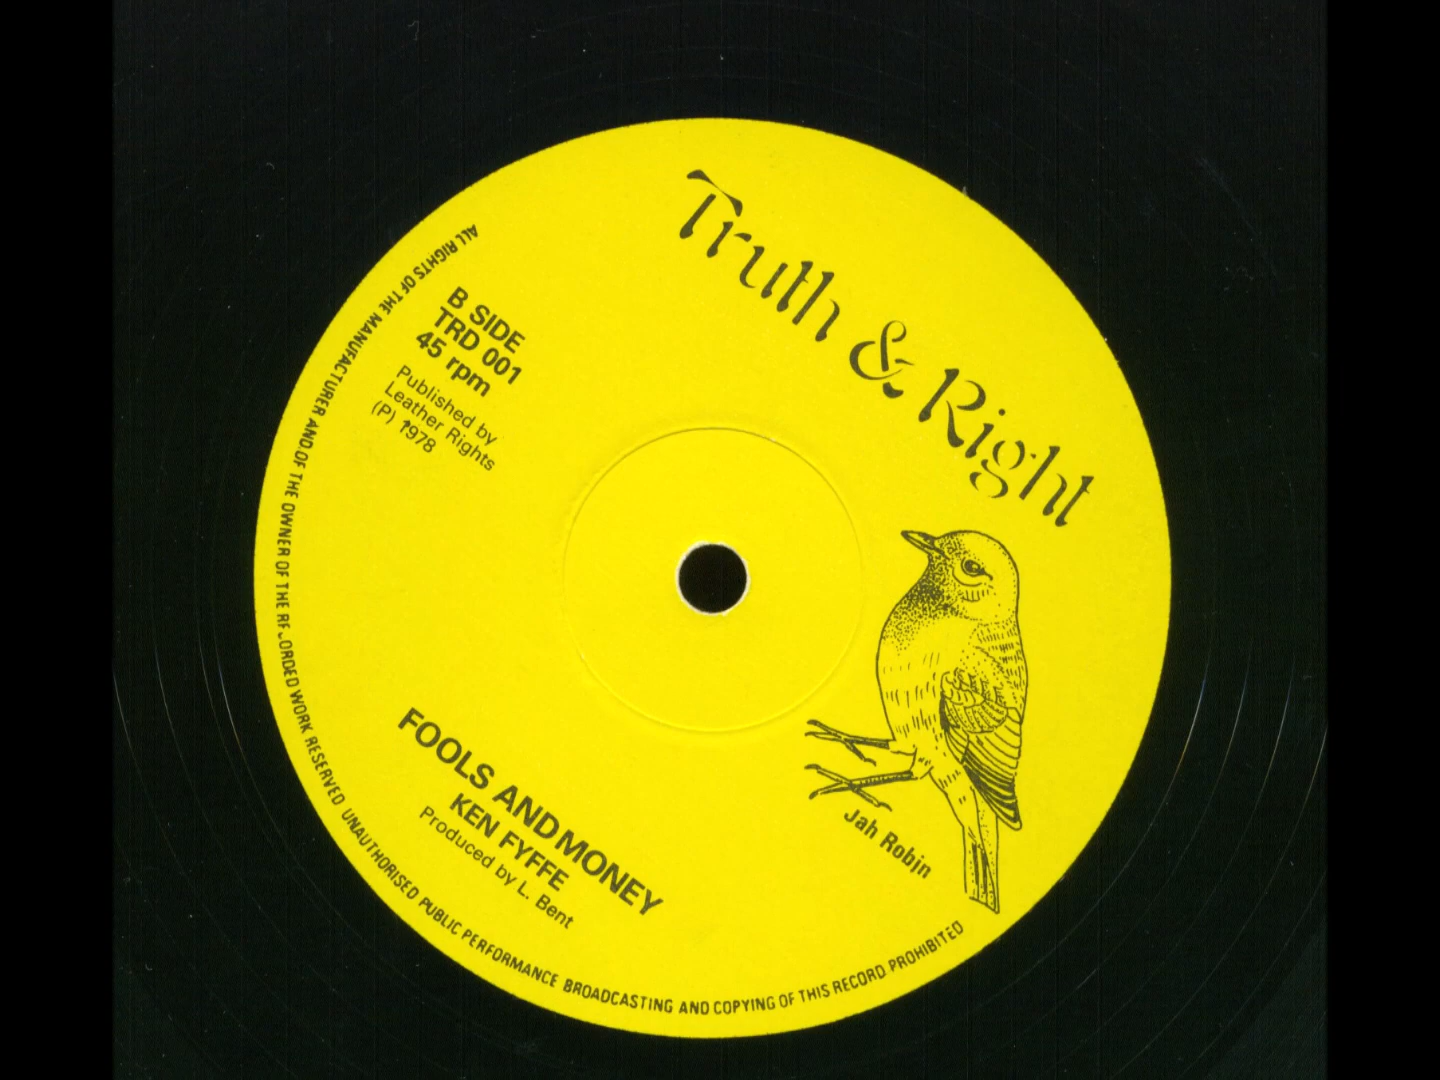 Truth & Right
B SIDE
TRD 001
45 rpm
Published by
Leather Rights
(P) 1978
Jah Robin
FOOLS AND MONEY
KEN FYFFE
Produced by L. Bent
ALL RIGHTS OF THE MANUFACTURER AND OF THE OWNER OF THE RECORDED WORK RESERVED UNAUTHORISED PUBLIC PERFORMANCE BROADCASTING AND COPYING OF THIS RECORD PROHIBITED